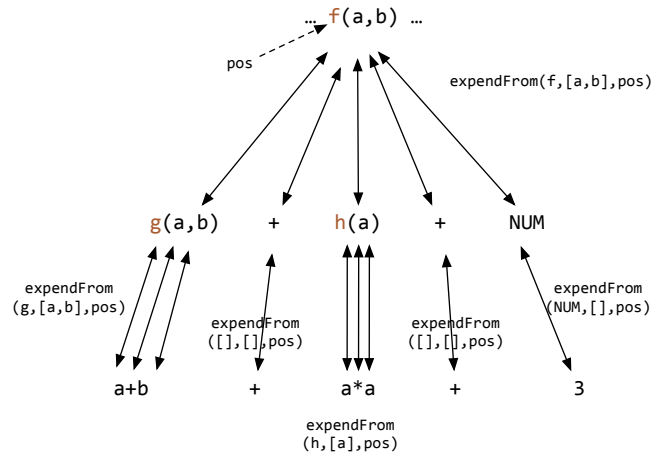 … f(a,b) …
pos
expendFrom(f,[a,b],pos)
g(a,b) + h(a) + NUM
expendFrom
(g,[a,b],pos)
expendFrom
([],[],pos)
expendFrom
([],[],pos)
expendFrom
(NUM,[],pos)
a+b + a*a + 3
expendFrom
(h,[a],pos)